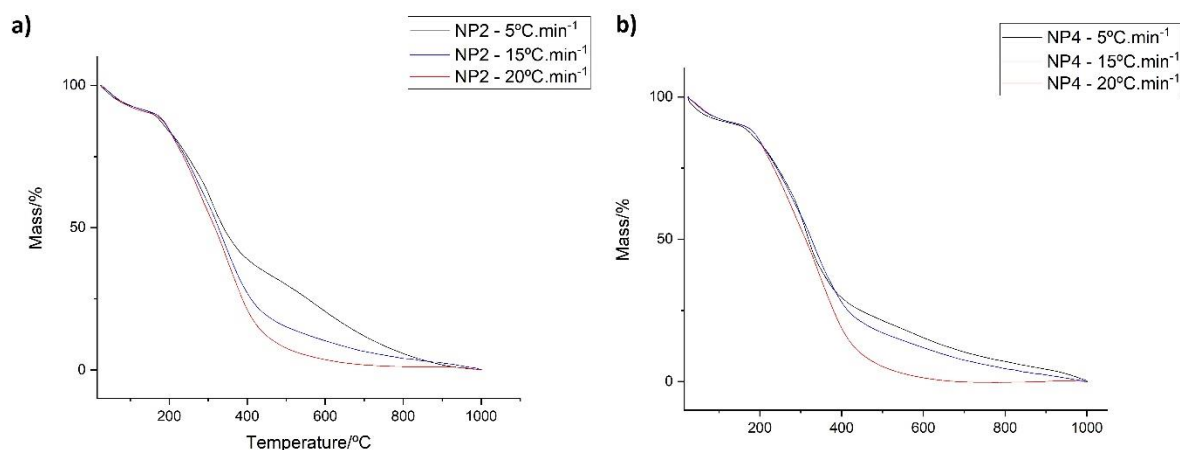 a)
NP2 - 5ºC.min⁻¹
NP2 - 15ºC.min⁻¹
NP2 - 20ºC.min⁻¹
100
50
0
Mass/%
200 400 600 800 1000
Temperature/ºC
b)
NP4 - 5ºC.min⁻¹
NP4 - 15ºC.min⁻¹
NP4 - 20ºC.min⁻¹
100
50
0
Mass/%
200 400 600 800 1000